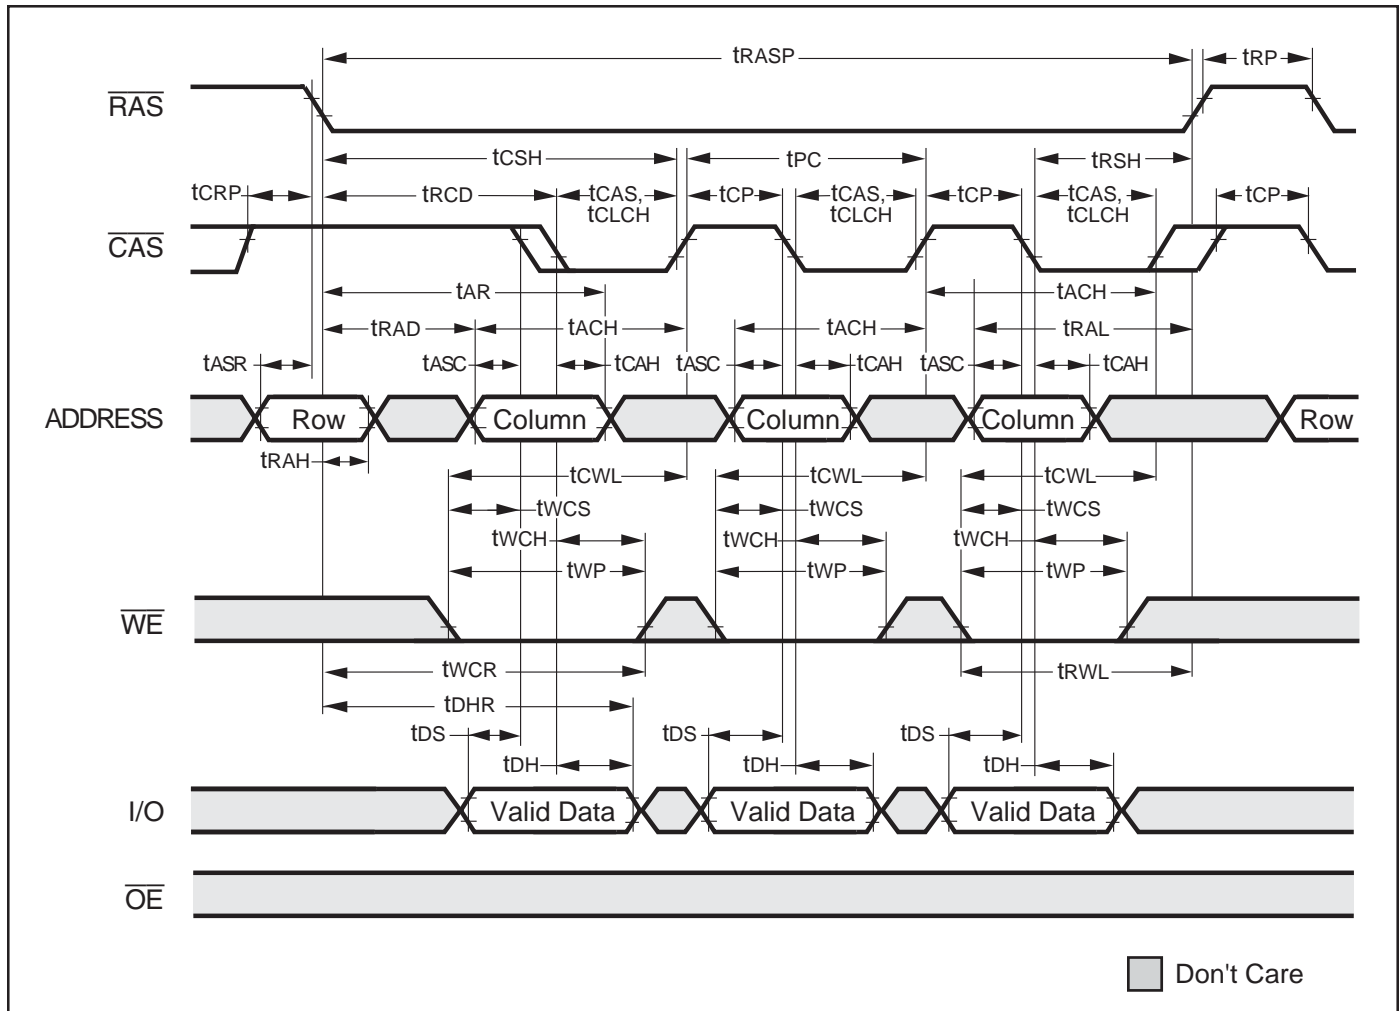 tRASP tRP
RAS
tCSH tPC tRSH
tCRP tRCD tCAS, tCLCH tCP tCAS, tCLCH tCP tCAS, tCLCH tCP
CAS
tAR tACH
tRAD tACH tACH tRAL
tASR tASC tCAH tASC tCAH tASC tCAH
ADDRESS Row Column Column Column Row
tRAH tCWL tCWL tCWL
tWCS tWCS tWCS
tWCH tWCH tWCH
tWP tWP tWP
WE
tWCR tRWL
tDHR
tDS tDS tDS
tDH tDH tDH
I/O Valid Data Valid Data Valid Data
OE
Don't Care